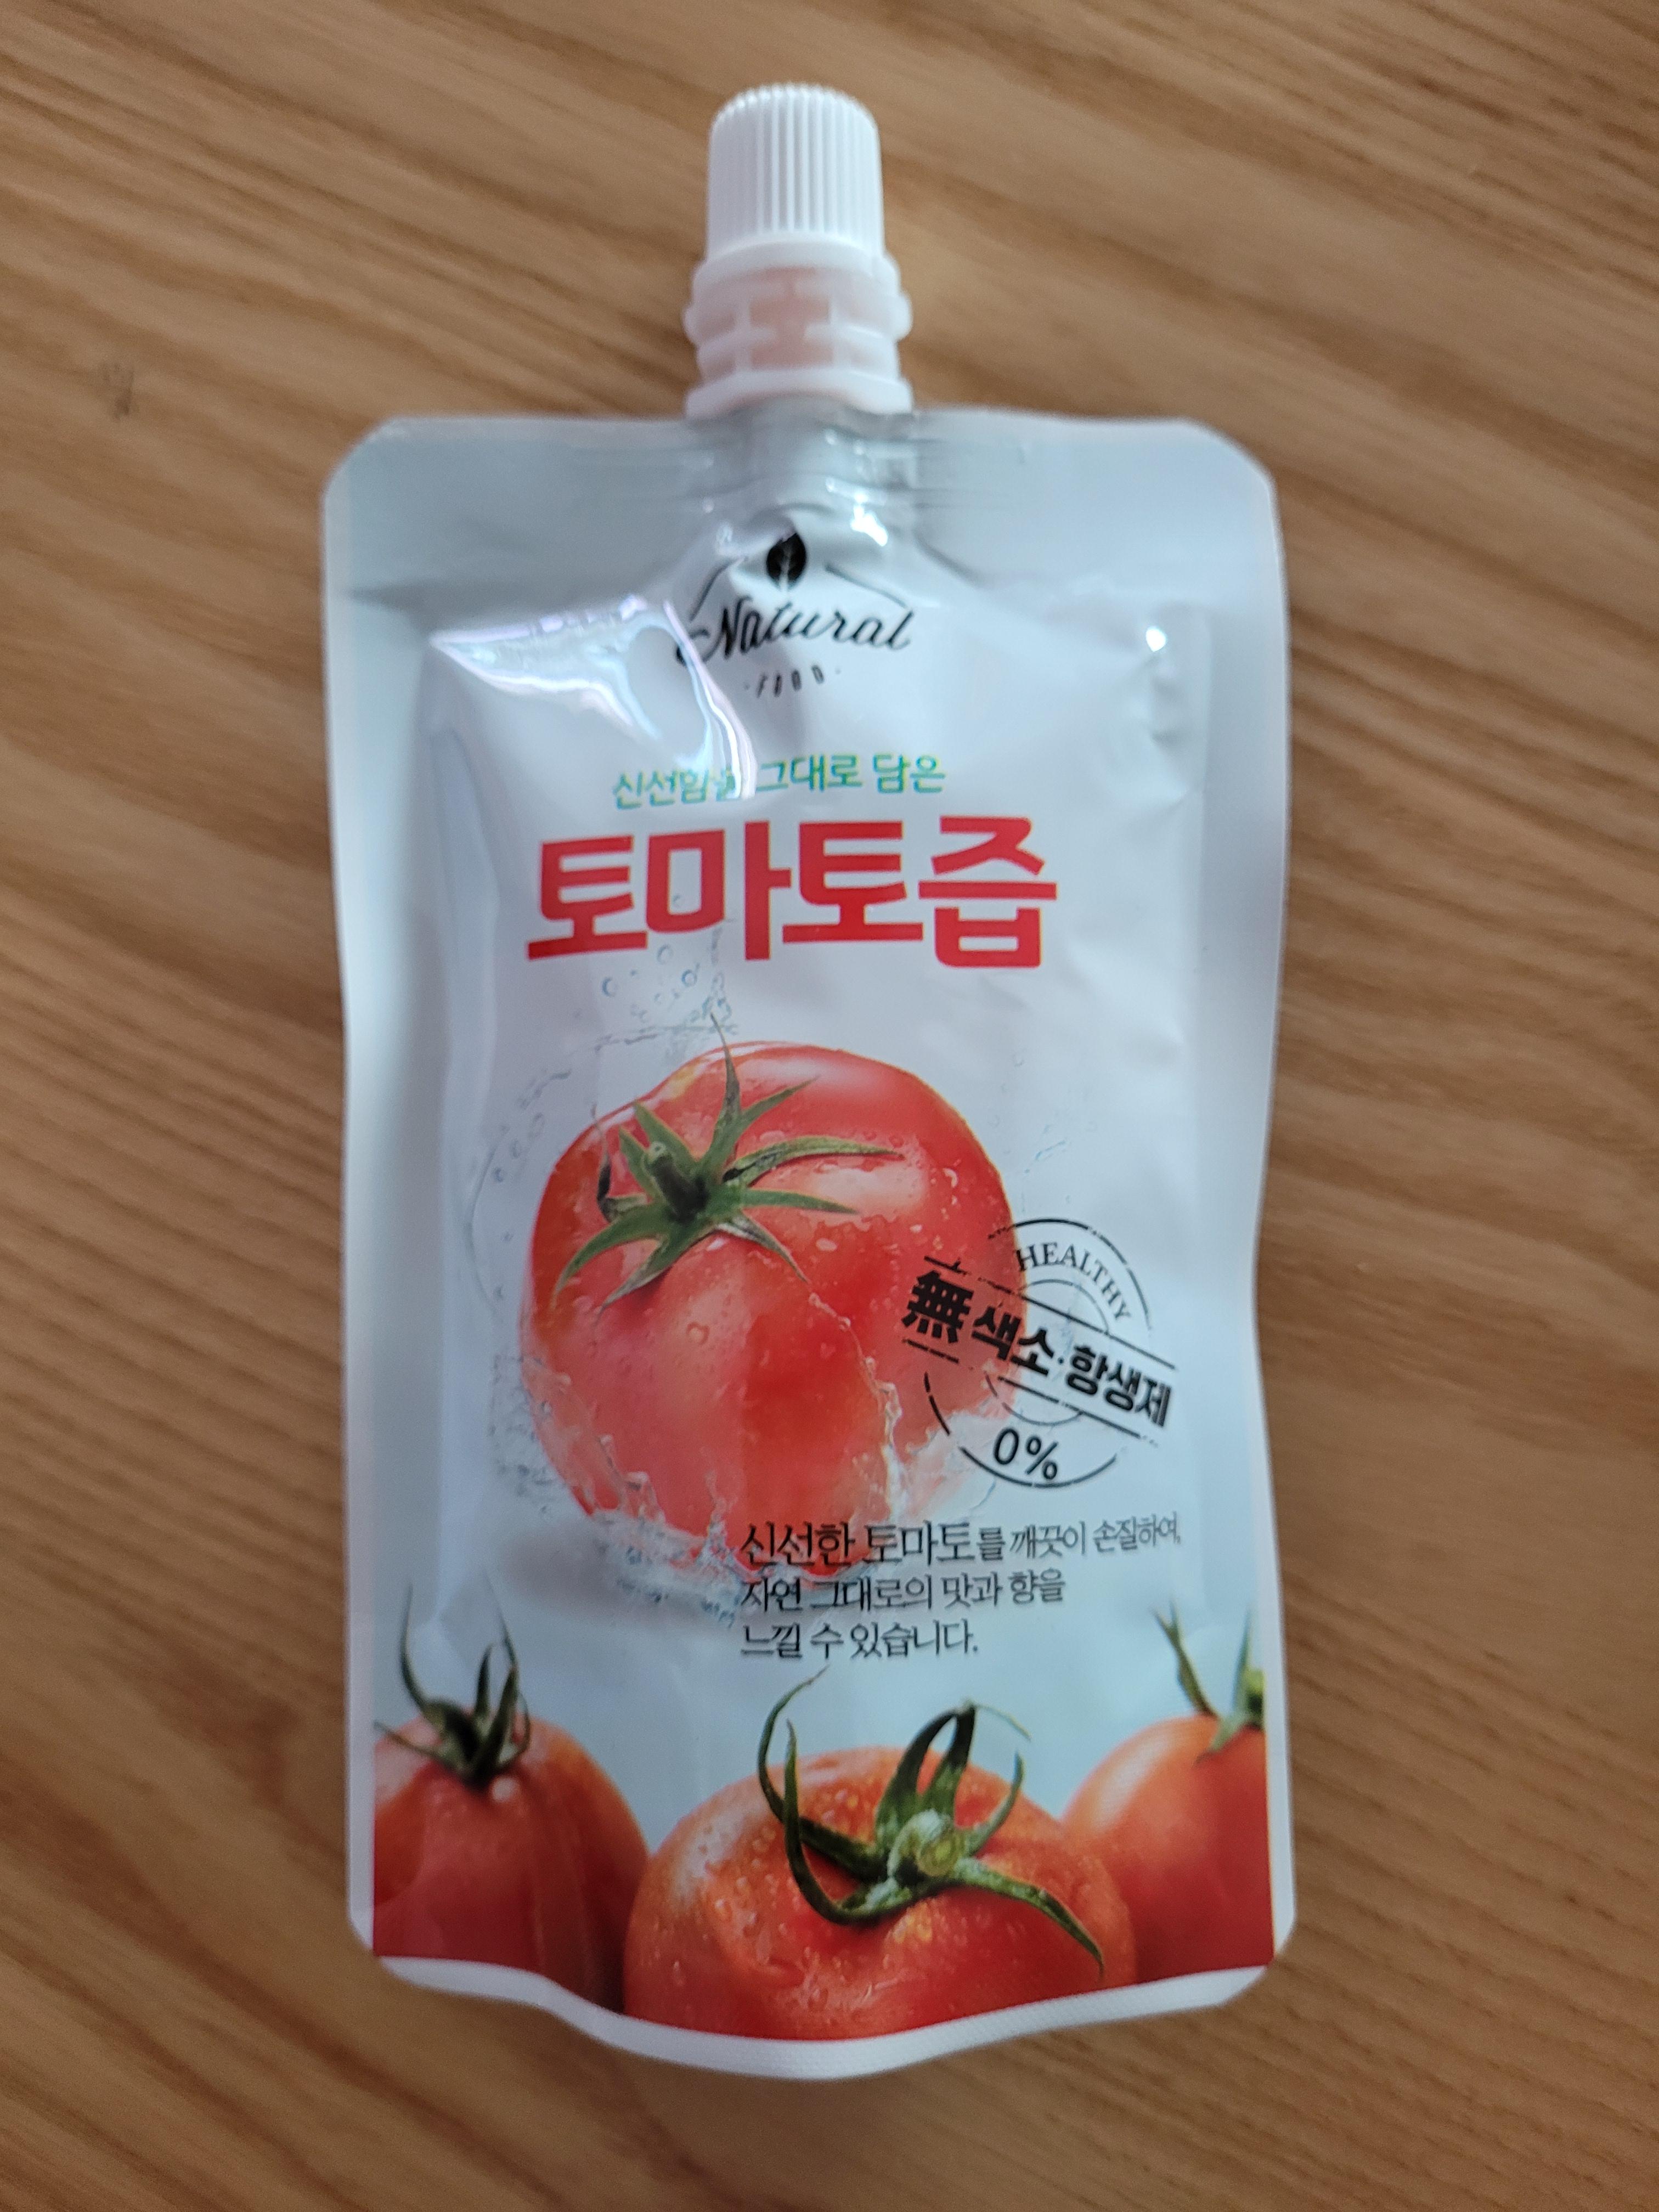 Natural
FOOD
신선함을 그대로 담은
토마토즙
HEALTHY
無색소·항생제
0%
신선한 토마토를 깨끗이 손질하여,
자연 그대로의 맛과 향을
느낄 수 있습니다.